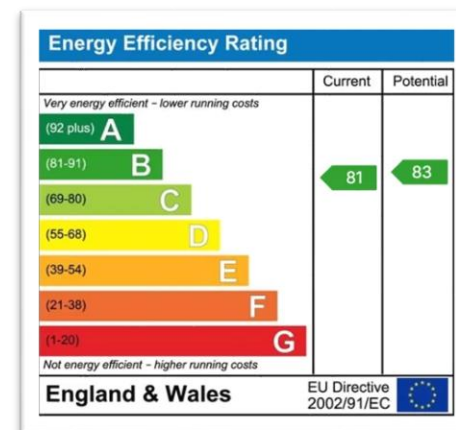 Energy Efficiency Rating
Current Potential
Very energy efficient – lower running costs
(92 plus) A
(81-91) B
81 83
(69-80) C
(55-68) D
(39-54) E
(21-38) F
(1-20) G
Not energy efficient – higher running costs
England & Wales
EU Directive
2002/91/EC